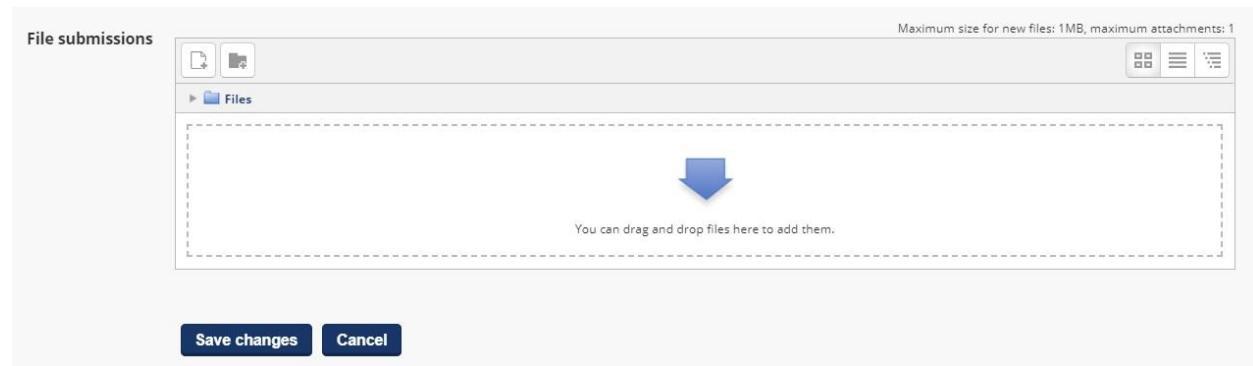 Maximum size for new files: 1MB, maximum attachments: 1
File submissions
Files
You can drag and drop files here to add them.
Save changes Cancel